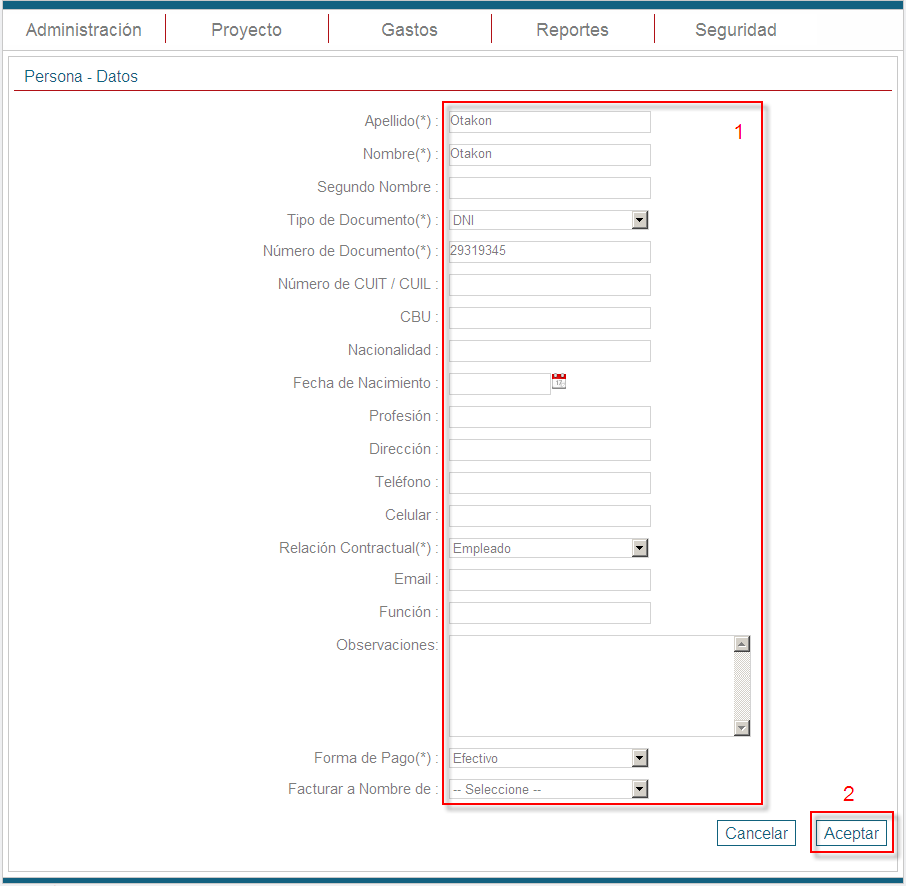 Administración Proyecto Gastos Reportes Seguridad
Persona - Datos
1
Apellido(*) : Otakon
Nombre(*) : Otakon
Segundo Nombre :
Tipo de Documento(*) : DNI
Número de Documento(*) : 29319345
Número de CUIT / CUIL :
CBU :
Nacionalidad :
Fecha de Nacimiento :
Profesión :
Dirección :
Teléfono :
Celular :
Relación Contractual(*) : Empleado
Email :
Función :
Observaciones:
Forma de Pago(*) : Efectivo
Facturar a Nombre de : -- Seleccione --
2
Cancelar Aceptar